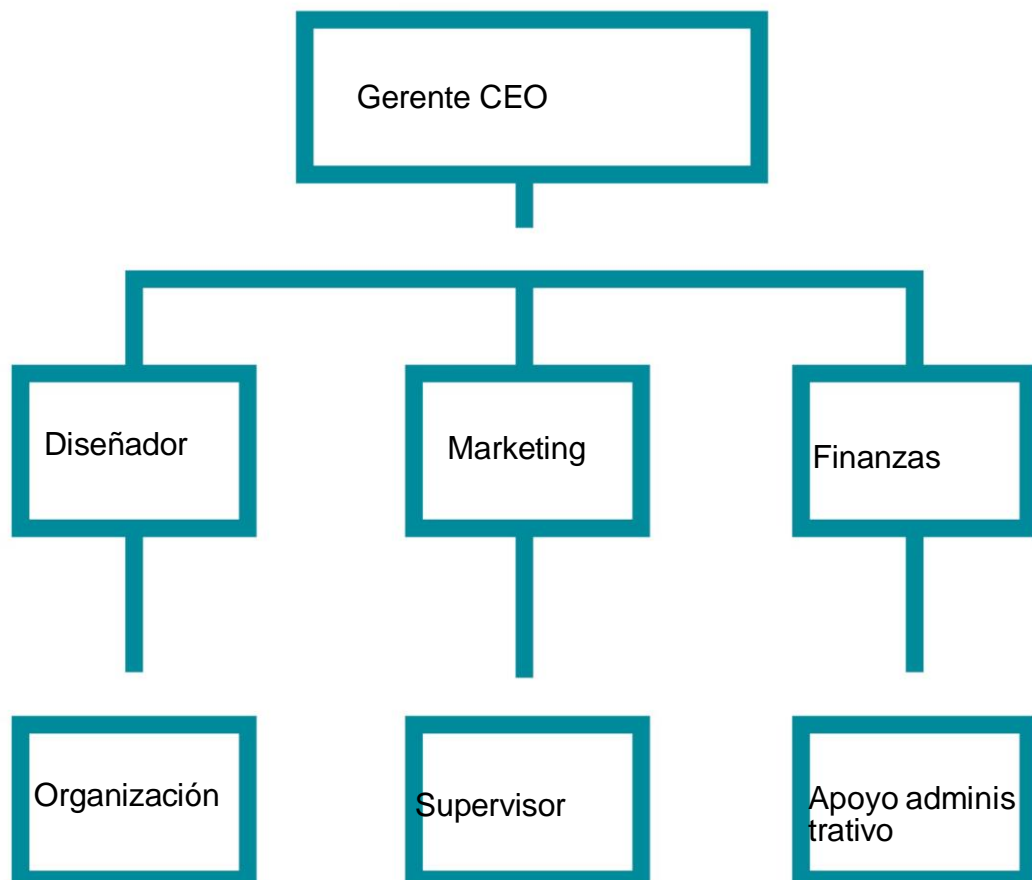 Gerente CEO
Diseñador
Marketing
Finanzas
Organización
Supervisor
Apoyo adminis
trativo